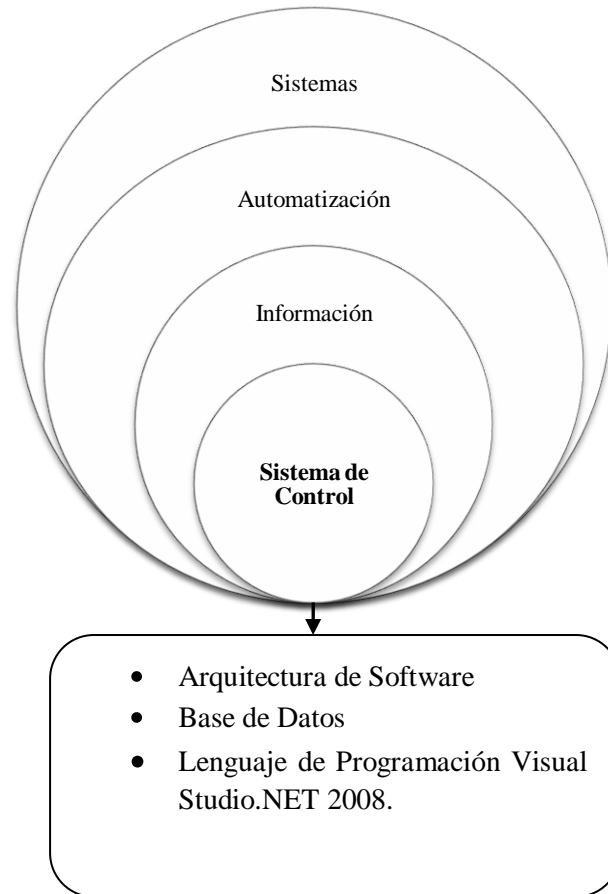 Sistemas
Automatización
Información
Sistema de
Control
• Arquitectura de Software
• Base de Datos
• Lenguaje de Programación Visual
Studio.NET 2008.